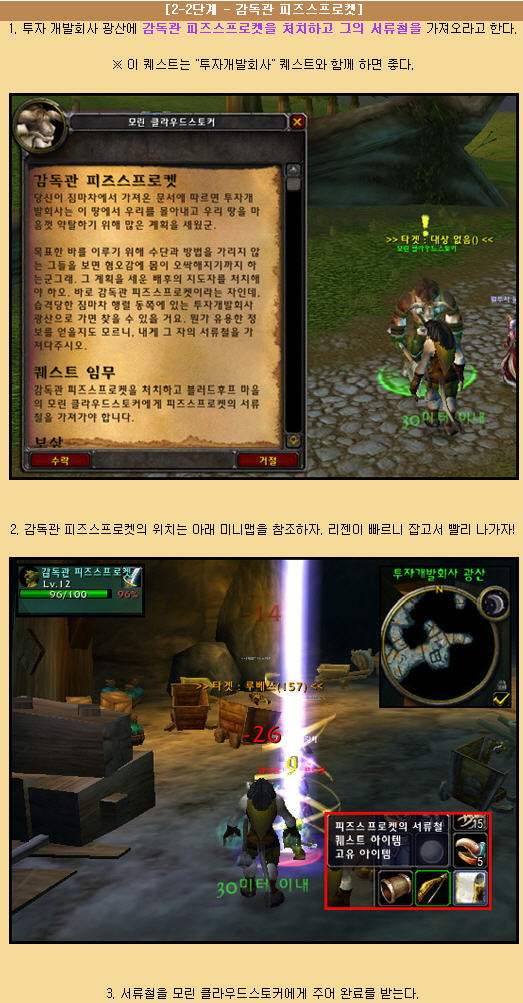 [2-2단계 - 감독관 피즈스프로켓]
1. 투자 개발회사 광산에 감독관 피즈스프로켓을 처치하고 그의 서류철을 가져오라고 한다.
※ 이 퀘스트는 "투자개발회사" 퀘스트와 함께 하면 좋다.
모린 클라우드스토커
감독관 피즈스프로켓
당신이 짐마차에서 가져온 문서에 따르면 투자개
발회사는 이 땅에서 우리를 몰아내고 우리 땅을 마
음껏 약탈하기 위해 많은 계획을 세웠군.
목표한 바를 이루기 위해 수단과 방법을 가리지 않
는 그들을 보면 혐오감에 몸이 오싹해지기까지 하
는군그래. 그 계획을 세운 배후의 지도자를 처치해
야 하오. 바로 감독관 피즈스프로켓이라는 자인데,
습격당한 짐마차 행렬 동쪽에 있는 투자개발회사
광산으로 가면 찾을 수 있을 거요. 뭔가 유용한 정
보를 얻을지도 모르니, 내게 그 자의 서류철을 가
져다주시오.
퀘스트 임무
감독관 피즈스프로켓을 처치하고 블러드후프 마을
의 모린 클라우드스토커에게 피즈스프로켓의 서류
철을 가져가야 합니다.
보상
수락
거절
>> 타겟 : 대상 없음() <<
모린 클라우드스토커
30미터 이내
2. 감독관 피즈스프로켓의 위치는 아래 미니맵을 참조하자. 리젠이 빠르니 잡고서 빨리 나가자!
감독관 피즈스프로켓
Lv.12
96/100 96%
투자개발회사 광산
N
-14
>> 타겟 : 루베쯔(157) <<
-26
9
30미터 이내
피즈스프로켓의 서류철
퀘스트 아이템
고유 아이템
15
5
3. 서류철을 모린 클라우드스토커에게 주어 완료를 받는다.